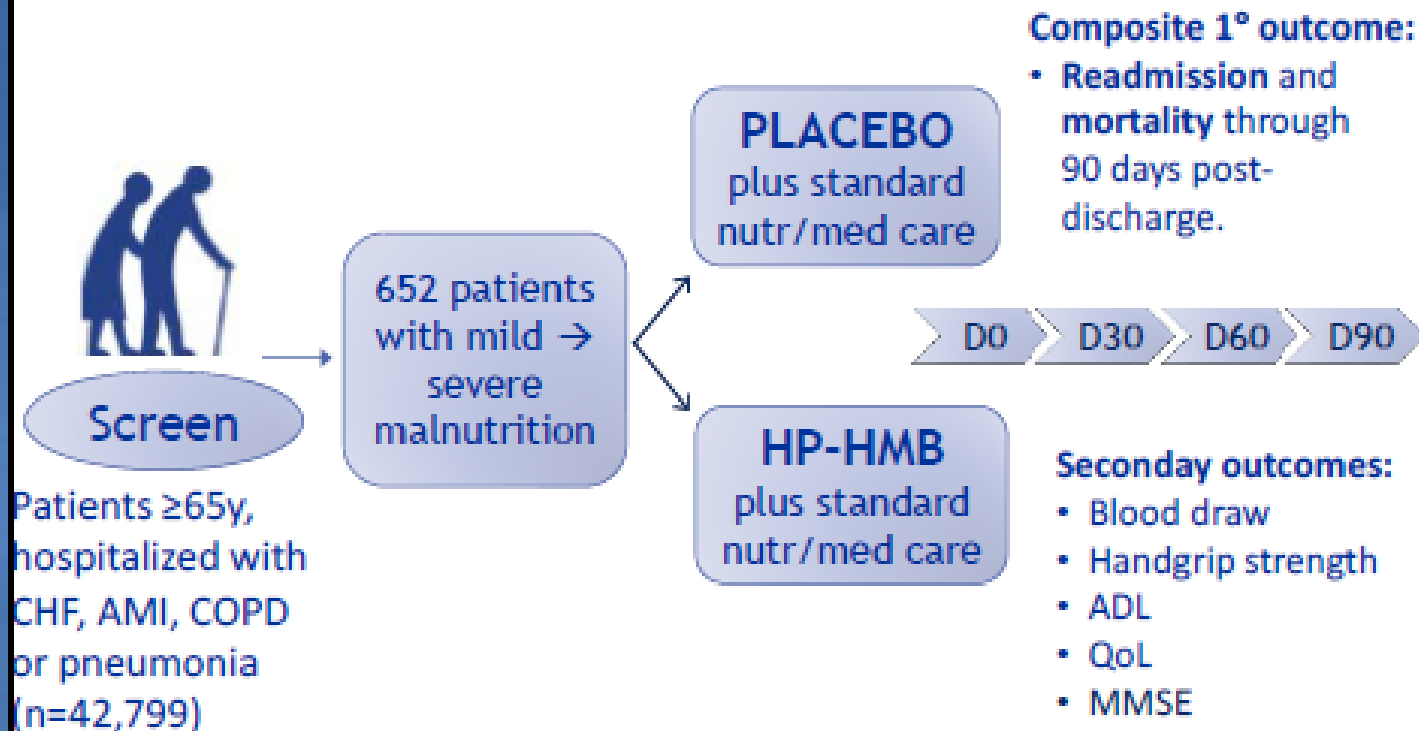 Screen
Patients ≥65y,
hospitalized with
CHF, AMI, COPD
or pneumonia
(n=42,799)
652 patients
with mild →
severe
malnutrition
PLACEBO
plus standard
nutr/med care
HP-HMB
plus standard
nutr/med care
Composite 1° outcome:
• Readmission and
mortality through
90 days post-
discharge.
D0 D30 D60 D90
Seconday outcomes:
• Blood draw
• Handgrip strength
• ADL
• QoL
• MMSE